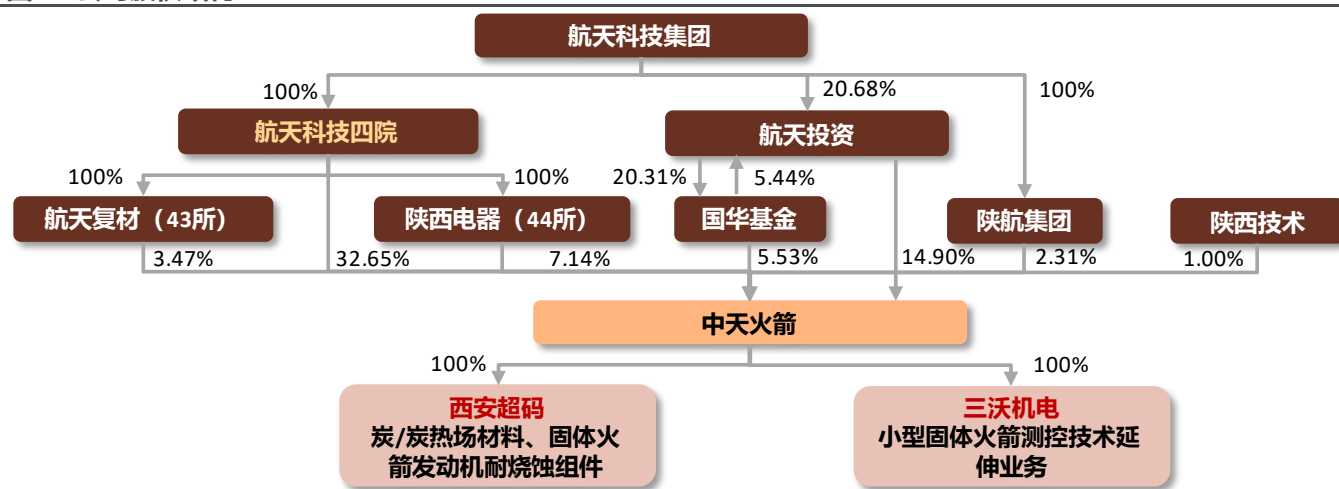 航天科技集团
100%
20.68%
100%
航天科技四院
航天投资
100%
100%
20.31%
5.44%
航天复材（43所）
陕西电器（44所）
国华基金
陕航集团
陕西技术
3.47%
32.65%
7.14%
5.53%
14.90%
2.31%
1.00%
中天火箭
100%
100%
西安超码
炭/炭热场材料、固体火
箭发动机耐烧蚀组件
三沃机电
小型固体火箭测控技术延
伸业务